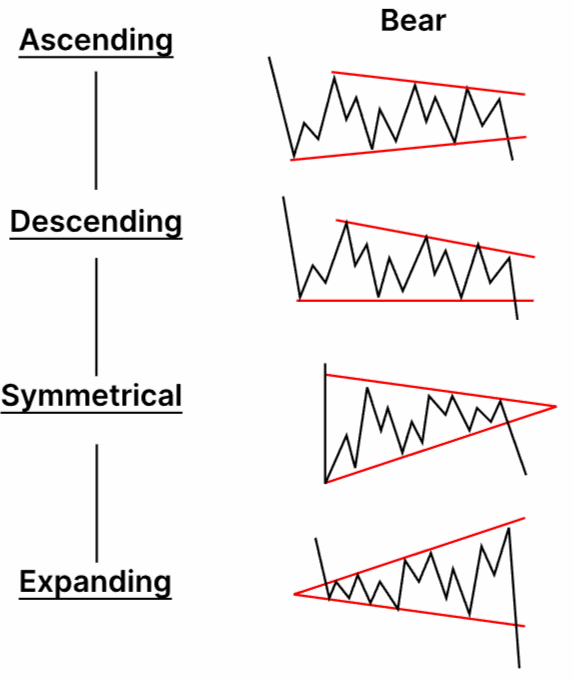 Bear
Ascending
Descending
Symmetrical
Expanding